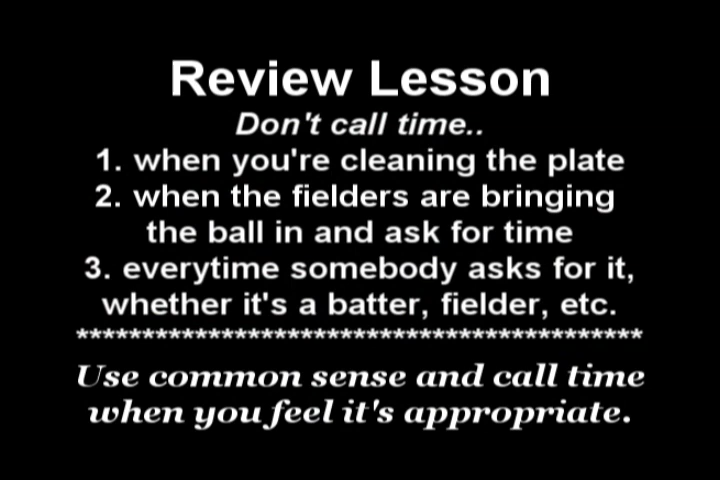 Review Lesson
Don't call time..
1. when you're cleaning the plate
2. when the fielders are bringing
the ball in and ask for time
3. everytime somebody asks for it,
whether it's a batter, fielder, etc.
*******************************************
Use common sense and call time
when you feel it's appropriate.